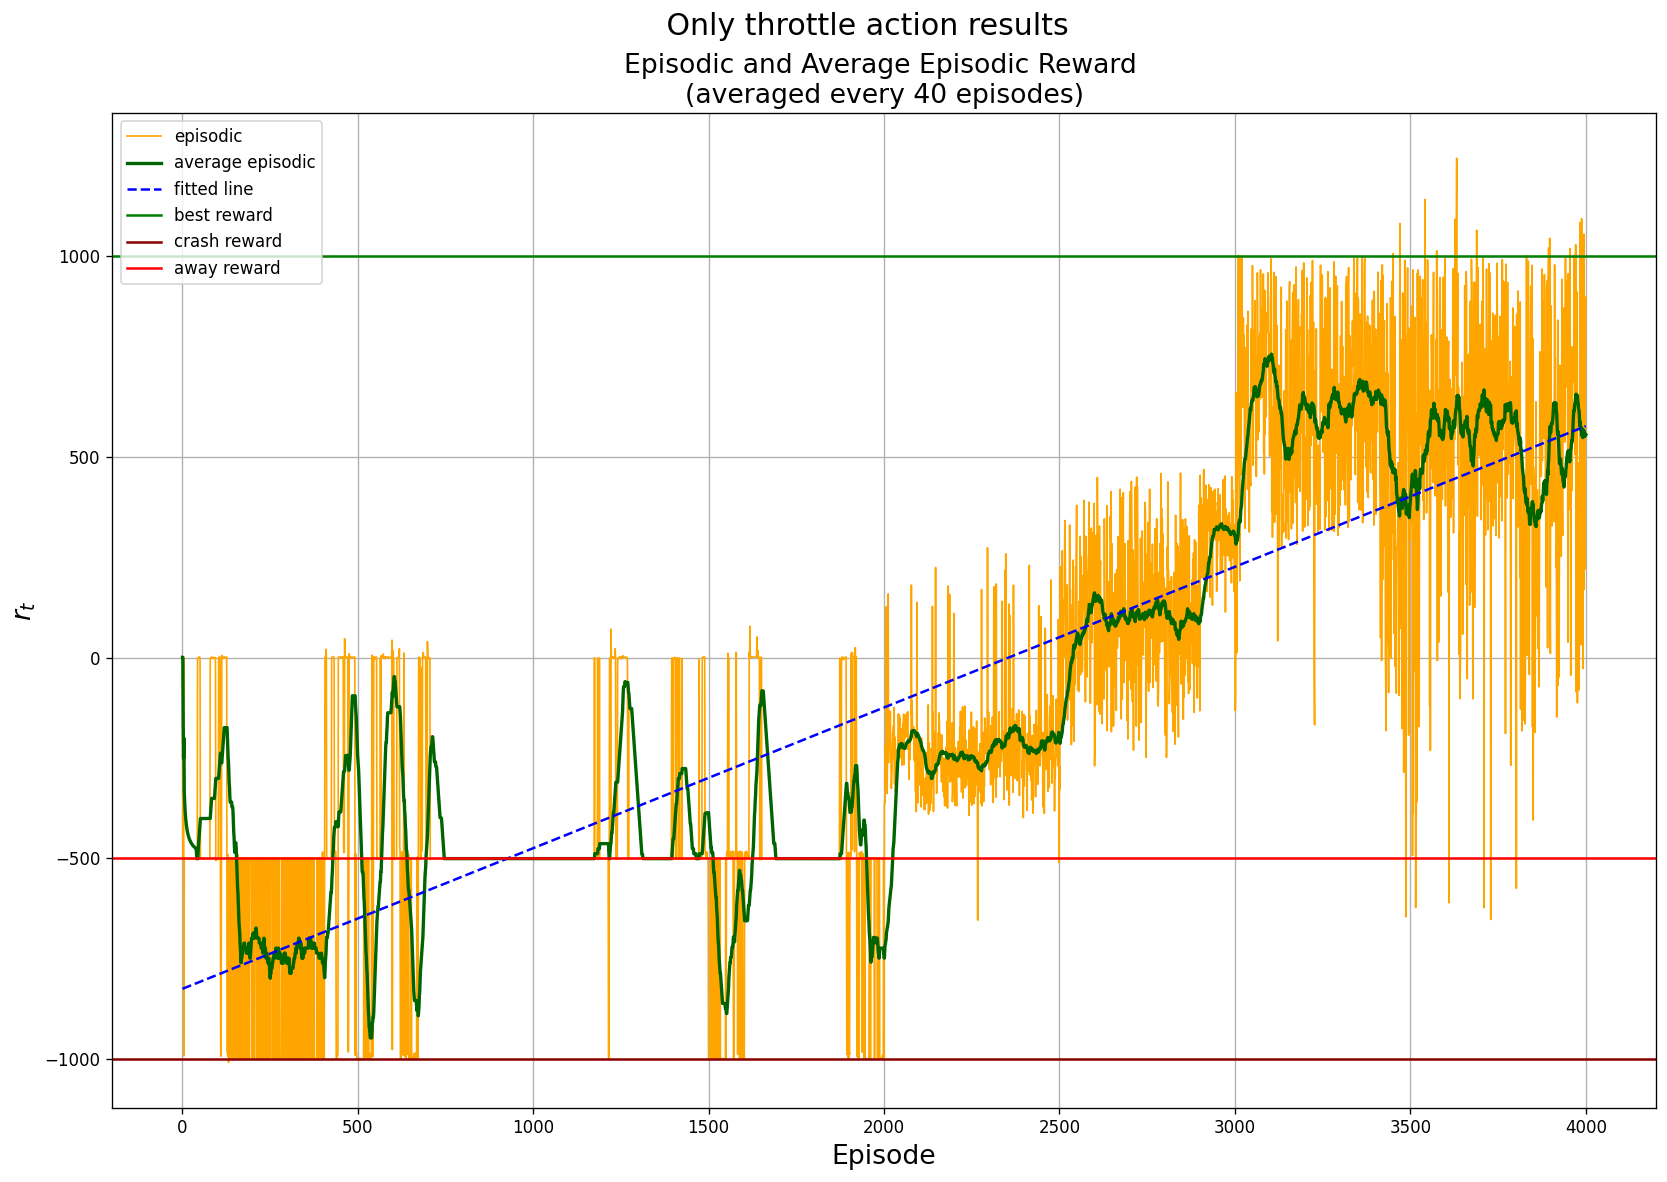 Only throttle action results
Episodic and Average Episodic Reward
(averaged every 40 episodes)
episodic
average episodic
fitted line
best reward
crash reward
away reward
1000
500
0
−500
−1000
r_t
0 500 1000 1500 2000 2500 3000 3500 4000
Episode